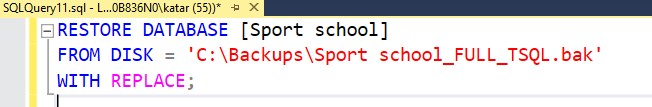 SQLQuery11.sql - L...0B836N0\katar (55))*
RESTORE DATABASE [Sport school]
FROM DISK = 'C:\Backups\Sport school_FULL_TSQL.bak'
WITH REPLACE;